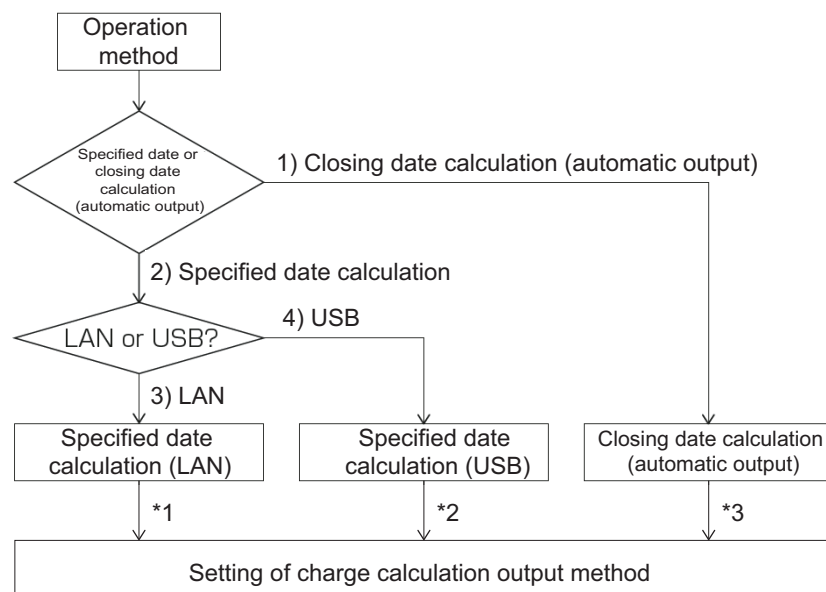 Operation
method
Specified date or
closing date
calculation
(automatic output)
1) Closing date calculation (automatic output)
2) Specified date calculation
LAN or USB?
4) USB
3) LAN
Specified date
calculation (LAN)
Specified date
calculation (USB)
Closing date calculation
(automatic output)
*1
*2
*3
Setting of charge calculation output method